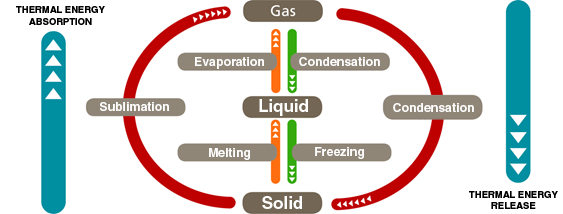 THERMAL ENERGY
ABSORPTION
Gas
Evaporation
Condensation
Sublimation
Liquid
Condensation
Melting
Freezing
Solid
THERMAL ENERGY
RELEASE